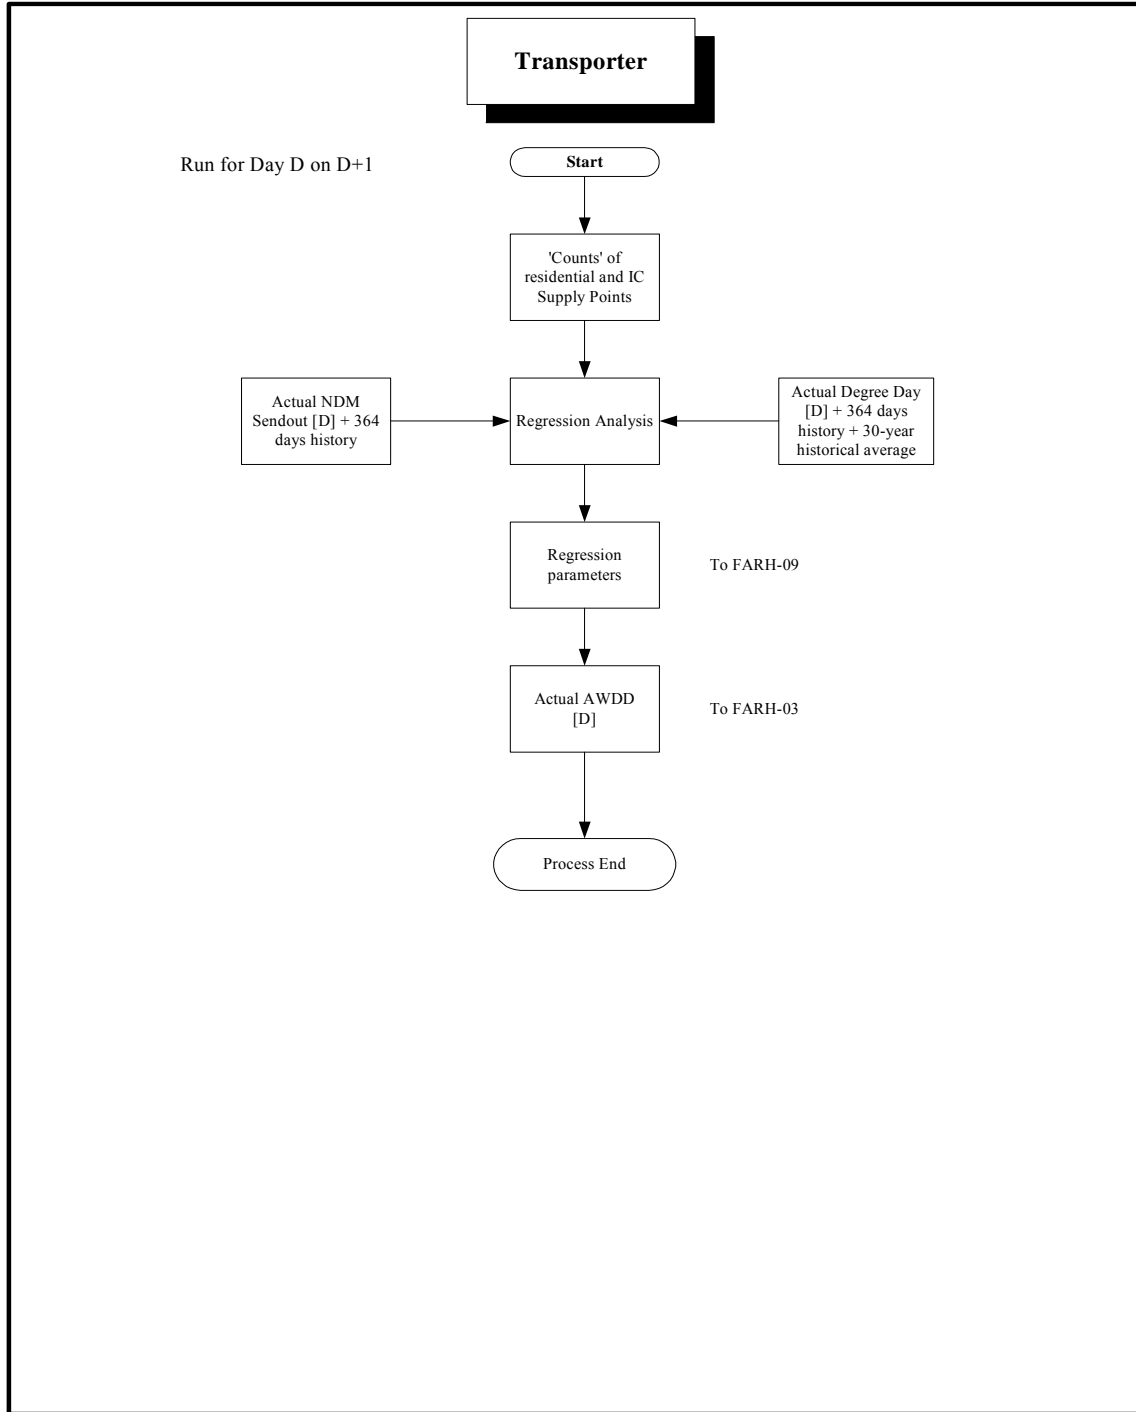 Transporter
Run for Day D on D+1
Start
'Counts' of
residential and IC
Supply Points
Actual NDM
Sendout [D] + 364
days history
Regression Analysis
Actual Degree Day
[D] + 364 days
history + 30-year
historical average
Regression
parameters
To FARH-09
Actual AWDD
[D]
To FARH-03
Process End